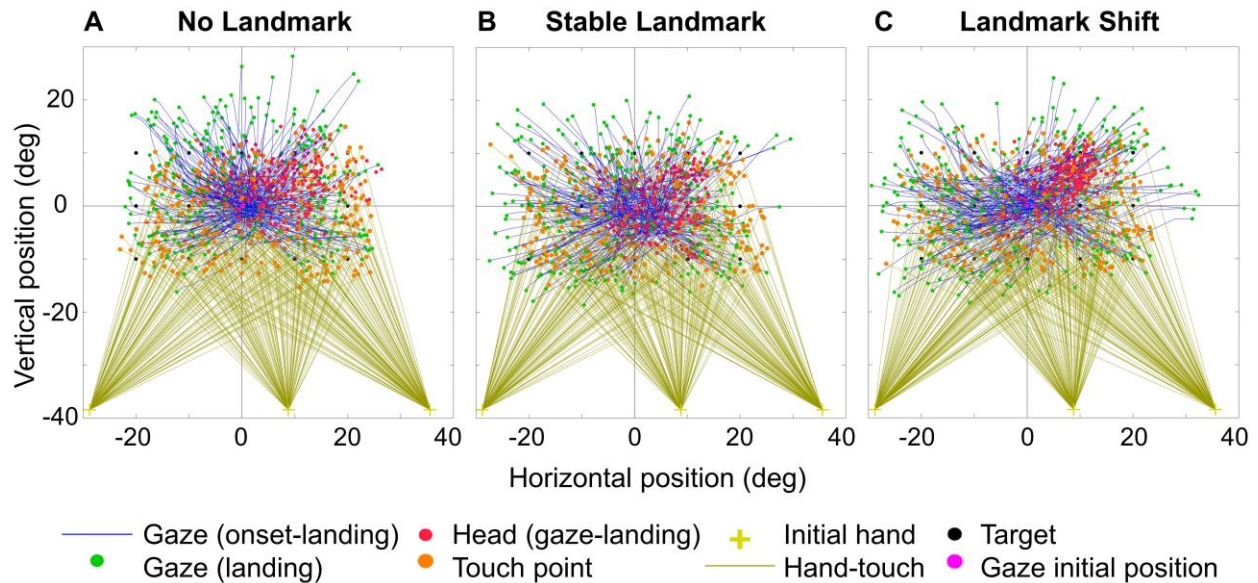 A No Landmark B Stable Landmark C Landmark Shift
Vertical position (deg)
20
0
-20
-40
-20 0 20 40 -20 0 20 40 -20 0 20 40
Horizontal position (deg)
Gaze (onset-landing) Head (gaze-landing) Initial hand Target
Gaze (landing) Touch point Hand-touch Gaze initial position